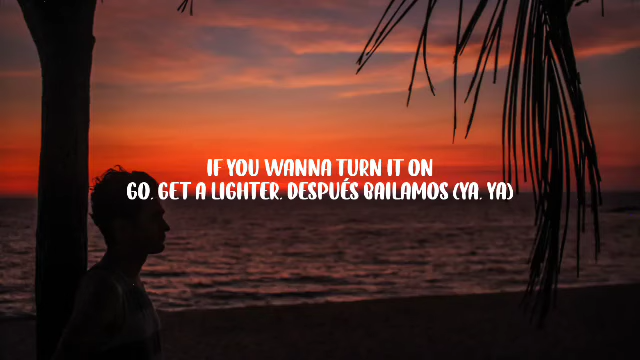 IF YOU WANNA TURN IT ON
GO, GET A LIGHTER, DESPUÉS BAILAMOS (YA, YA)